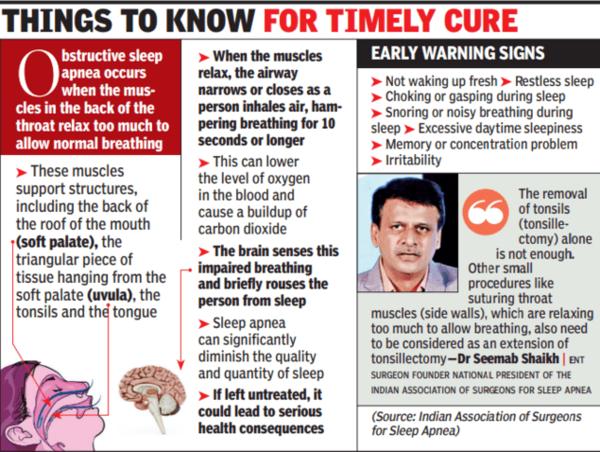 THINGS TO KNOW FOR TIMELY CURE
Obstructive sleep
apnea occurs
when the mus-
cles in the back of the
throat relax too much to
allow normal breathing
➤ These muscles
support structures,
including the back of
the roof of the mouth
(soft palate), the
triangular piece of
tissue hanging from the
soft palate (uvula), the
tonsils and the tongue
➤ When the muscles
relax, the airway
narrows or closes as a
person inhales air, ham-
pering breathing for 10
seconds or longer
➤ This can lower
the level of oxygen
in the blood and
cause a buildup of
carbon dioxide
➤ The brain senses this
impaired breathing
and briefly rouses the
person from sleep
➤ Sleep apnea
can significantly
diminish the quality
and quantity of sleep
➤ If left untreated, it
could lead to serious
health consequences
EARLY WARNING SIGNS
➤ Not waking up fresh ➤ Restless sleep
➤ Choking or gasping during sleep
➤ Snoring or noisy breathing during
sleep ➤ Excessive daytime sleepiness
➤ Memory or concentration problem
➤ Irritability
“ The removal
of tonsils
(tonsille-
ctomy) alone
is not enough.
Other small
procedures like
suturing throat
muscles (side walls), which are relaxing
too much to allow breathing, also need
to be considered as an extension of
tonsillectomy—Dr Seemab Shaikh | ENT
SURGEON FOUNDER NATIONAL PRESIDENT OF THE
INDIAN ASSOCIATION OF SURGEONS FOR SLEEP APNEA
(Source: Indian Association of Surgeons
for Sleep Apnea)